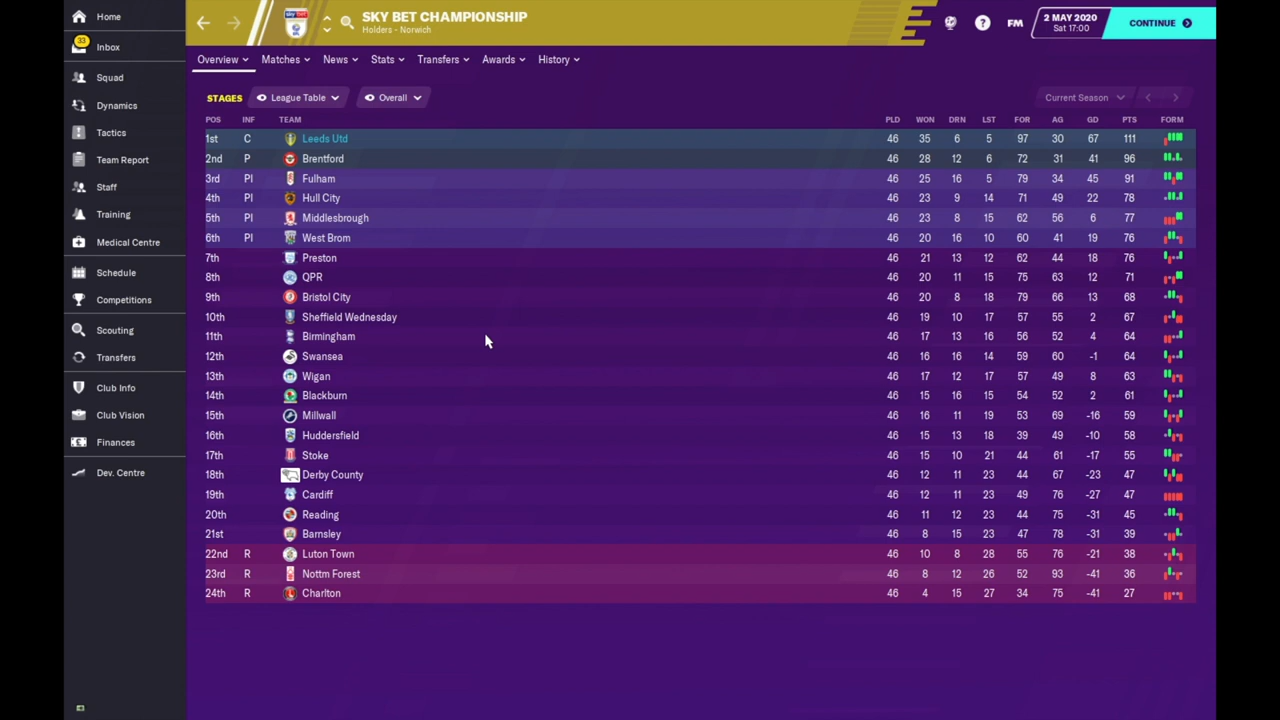 Home
Inbox
33
Squad
Dynamics
Tactics
Team Report
Staff
Training
Medical Centre
Schedule
Competitions
Scouting
Transfers
Club Info
Club Vision
Finances
Dev. Centre
sky bet
EFL
SKY BET CHAMPIONSHIP
Holders - Norwich
?
FM
2 MAY 2020
Sat 17:00
CONTINUE
Overview Matches News Stats Transfers Awards History
STAGES League Table Overall Current Season
POS INF TEAM PLD WON DRN LST FOR AG GD PTS FORM
1st C Leeds Utd 46 35 6 5 97 30 67 111
2nd P Brentford 46 28 12 6 72 31 41 96
3rd Pl Fulham 46 25 16 5 79 34 45 91
4th Pl Hull City 46 23 9 14 71 49 22 78
5th Pl Middlesbrough 46 23 8 15 62 56 6 77
6th Pl West Brom 46 20 16 10 60 41 19 76
7th Preston 46 21 13 12 62 44 18 76
8th QPR 46 20 11 15 75 63 12 71
9th Bristol City 46 20 8 18 79 66 13 68
10th Sheffield Wednesday 46 19 10 17 57 55 2 67
11th Birmingham 46 17 13 16 56 52 4 64
12th Swansea 46 16 16 14 59 60 -1 64
13th Wigan 46 17 12 17 57 49 8 63
14th Blackburn 46 15 16 15 54 52 2 61
15th Millwall 46 16 11 19 53 69 -16 59
16th Huddersfield 46 15 13 18 39 49 -10 58
17th Stoke 46 15 10 21 44 61 -17 55
18th Derby County 46 12 11 23 44 67 -23 47
19th Cardiff 46 12 11 23 49 76 -27 47
20th Reading 46 11 12 23 44 75 -31 45
21st Barnsley 46 8 15 23 47 78 -31 39
22nd R Luton Town 46 10 8 28 55 76 -21 38
23rd R Nottm Forest 46 8 12 26 52 93 -41 36
24th R Charlton 46 4 15 27 34 75 -41 27